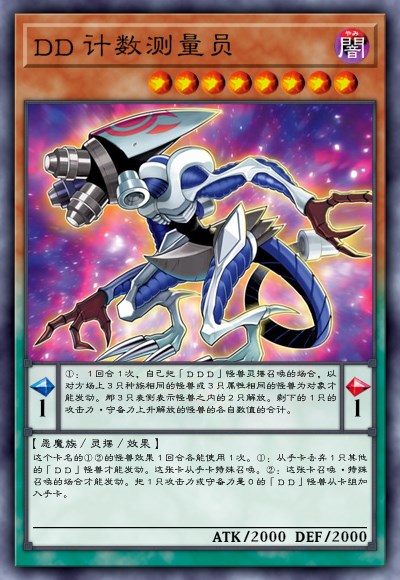 DD 计数测量员
やみ
闇
①：1回合1次，自己把「DDD」怪兽灵摆召唤的场合，以
对方场上3只种族相同的怪兽或3只属性相同的怪兽为对象才
能发动。那3只表侧表示怪兽之内的2只解放。剩下的1只的
攻击力·守备力上升解放的怪兽的各自数值的合计。
1
1
【恶魔族／灵摆／效果】
这个卡名的①②的怪兽效果1回合各能使用1次。①：从手卡丢弃1只其他
的「DD」怪兽才能发动。这张卡从手卡特殊召唤。②：这张卡召唤·特殊
召唤的场合才能发动。把1只攻击力或守备力是0的「DD」怪兽从卡组加
入手卡。
ATK/2000 DEF/2000